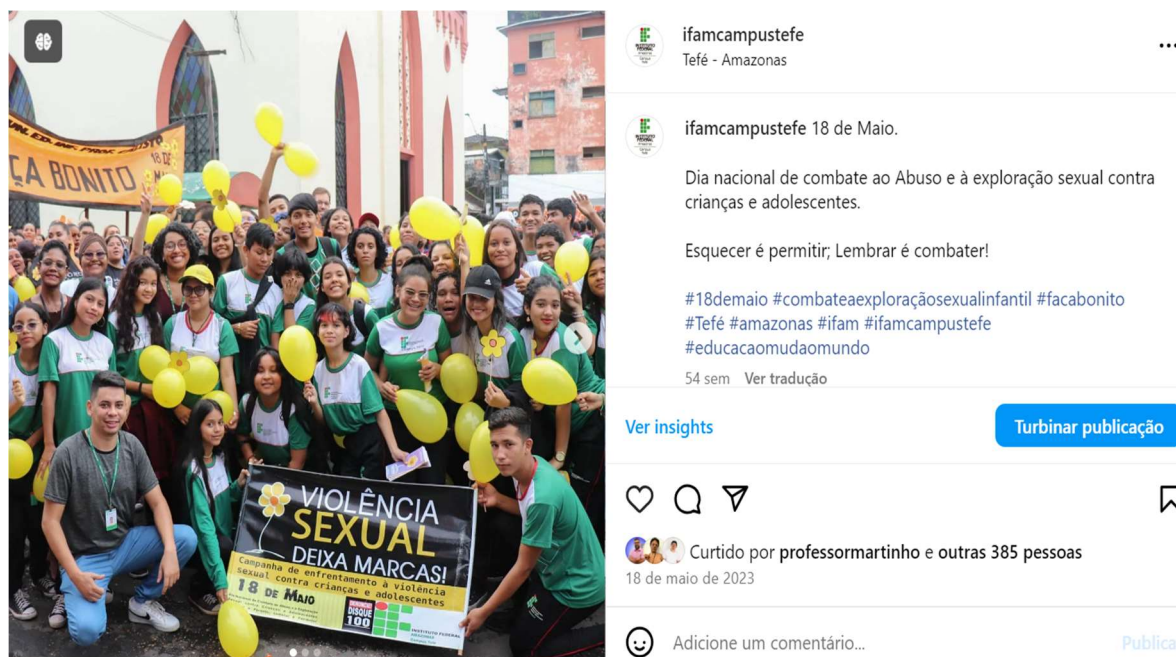 ÇA BONITO
18 DE
VIOLÊNCIA
SEXUAL
DEIXA MARCAS!
Campanha de enfrentamento à violência
sexual contra crianças e adolescentes
18 DE MAIO
DISQUE
100
INSTITUTO FEDERAL
ifamcampustefe
Tefé - Amazonas
ifamcampustefe 18 de Maio.
Dia nacional de combate ao Abuso e à exploração sexual contra
crianças e adolescentes.
Esquecer é permitir; Lembrar é combater!
#18demaio #combateaexploraçãosexualinfantil #facabonito
#Tefé #amazonas #ifam #ifamcampustefe
#educacaomudaomundo
54 sem Ver tradução
Ver insights
Turbinar publicação
Curtido por professormartinho e outras 385 pessoas
18 de maio de 2023
Adicione um comentário...
Publica